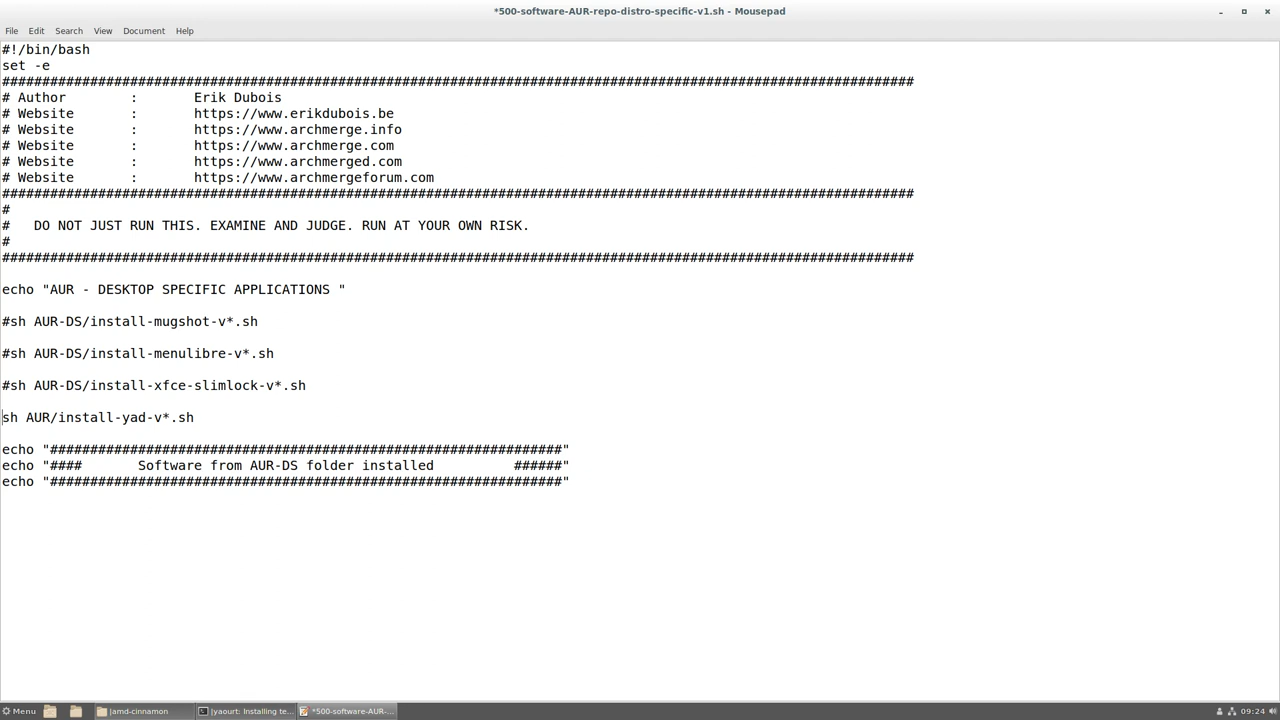 *500-software-AUR-repo-distro-specific-v1.sh - Mousepad
File Edit Search View Document Help
#!/bin/bash
set -e
##################################################################################################################
# Author	:	Erik Dubois
# Website	:	https://www.erikdubois.be
# Website	:	https://www.archmerge.info
# Website	:	https://www.archmerge.com
# Website	:	https://www.archmerged.com
# Website	:	https://www.archmergeforum.com
##################################################################################################################
#
#   DO NOT JUST RUN THIS. EXAMINE AND JUDGE. RUN AT YOUR OWN RISK.
#
##################################################################################################################
echo "AUR - DESKTOP SPECIFIC APPLICATIONS "
#sh AUR-DS/install-mugshot-v*.sh
#sh AUR-DS/install-menulibre-v*.sh
#sh AUR-DS/install-xfce-slimlock-v*.sh
sh AUR/install-yad-v*.sh
echo "################################################################"
echo "####       Software from AUR-DS folder installed          ######"
echo "################################################################"
Menu
[amd-cinnamon
[yaourt: Installing te...
*500-software-AUR-...
09:24